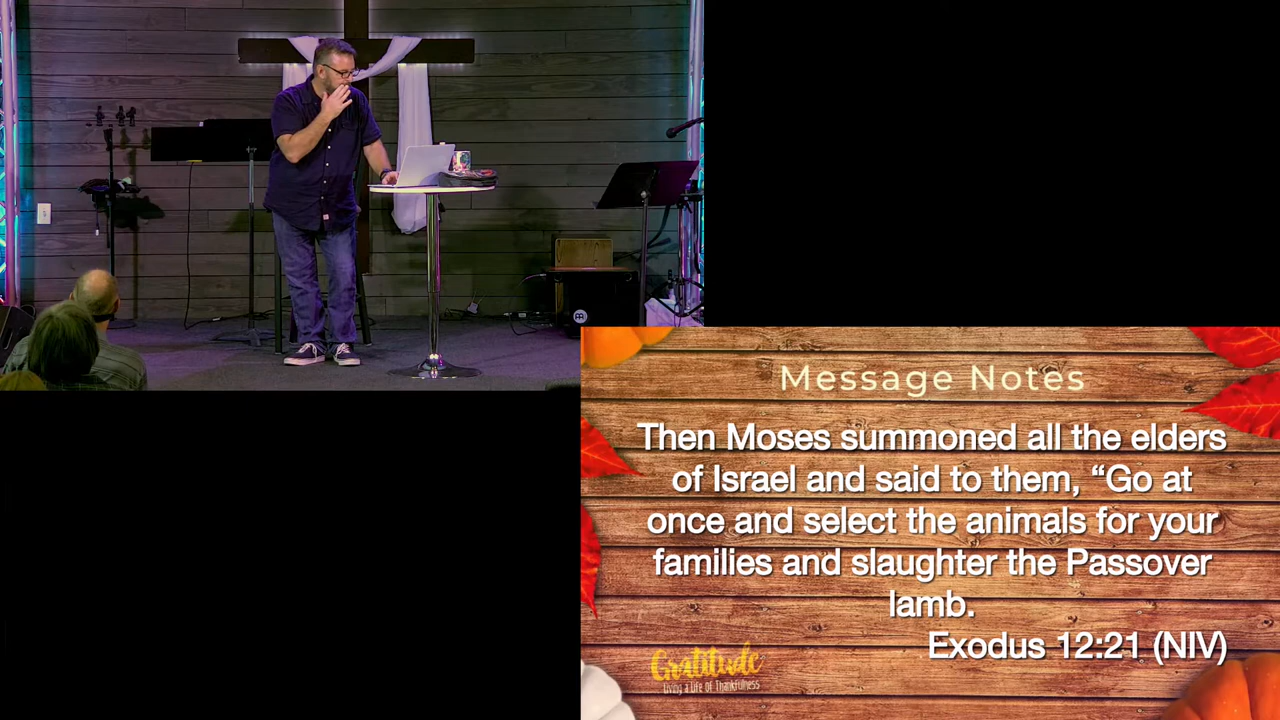 Message Notes
Then Moses summoned all the elders
of Israel and said to them, “Go at
once and select the animals for your
families and slaughter the Passover
lamb.
Exodus 12:21 (NIV)
Gratitude
Living a Life of Thankfulness